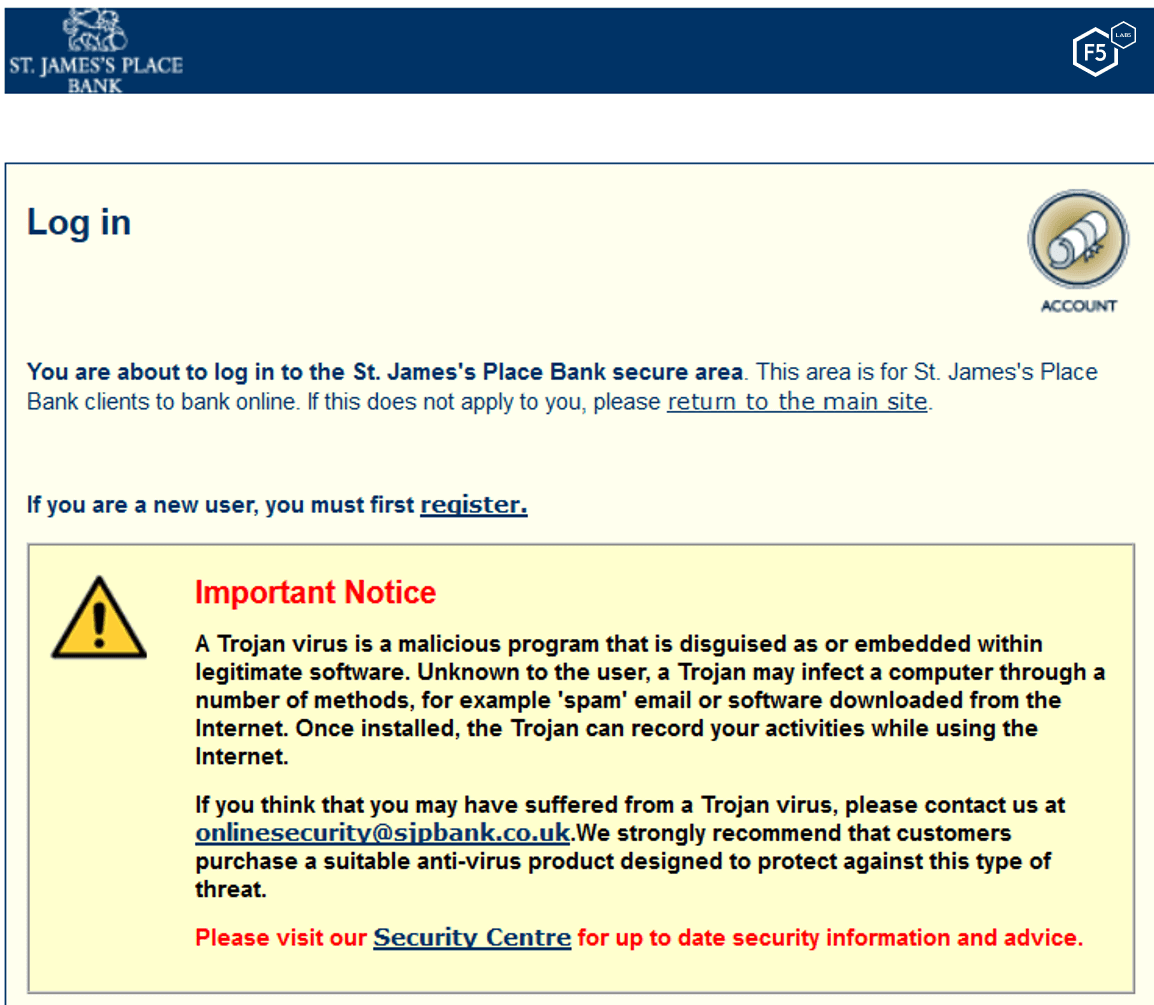 ST. JAMES'S PLACE
BANK
F5
LABS
Log in
ACCOUNT
You are about to log in to the St. James's Place Bank secure area. This area is for St. James's Place
Bank clients to bank online. If this does not apply to you, please return to the main site.
If you are a new user, you must first register.
Important Notice
A Trojan virus is a malicious program that is disguised as or embedded within
legitimate software. Unknown to the user, a Trojan may infect a computer through a
number of methods, for example 'spam' email or software downloaded from the
Internet. Once installed, the Trojan can record your activities while using the
Internet.
If you think that you may have suffered from a Trojan virus, please contact us at
onlinesecurity@sjpbank.co.uk.We strongly recommend that customers
purchase a suitable anti-virus product designed to protect against this type of
threat.
Please visit our Security Centre for up to date security information and advice.